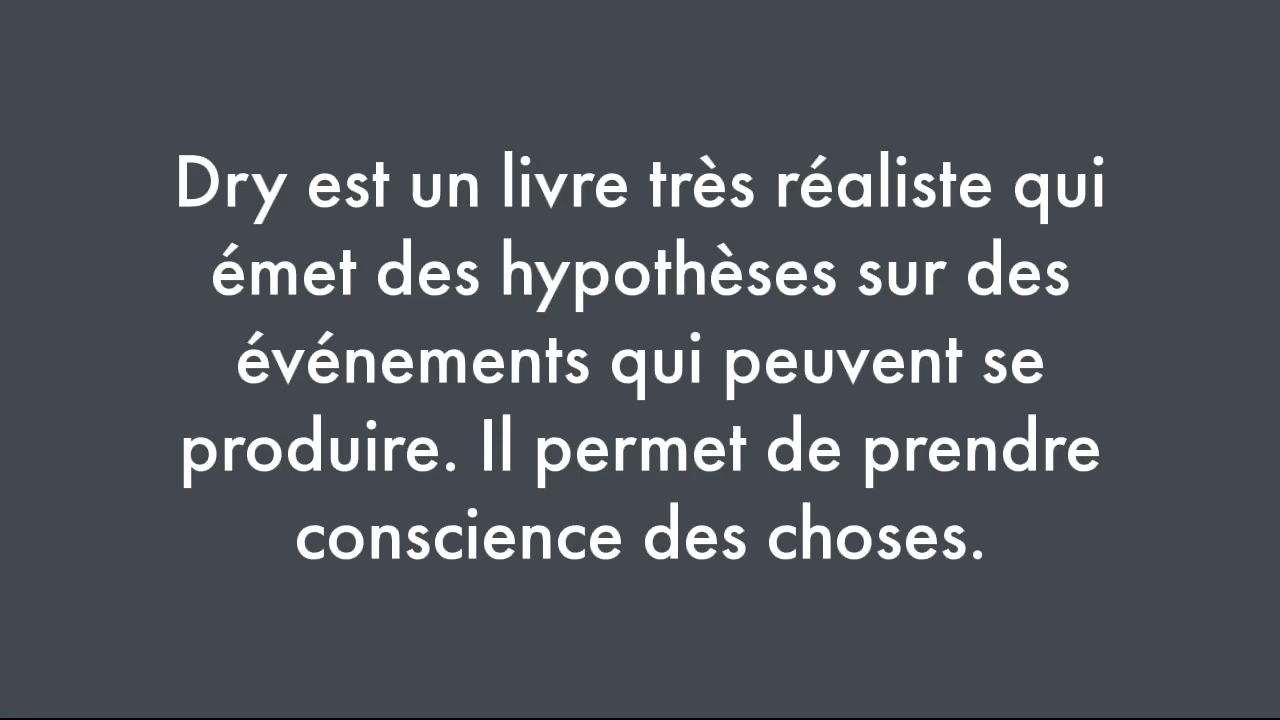 Dry est un livre très réaliste qui
émet des hypothèses sur des
événements qui peuvent se
produire. Il permet de prendre
conscience des choses.